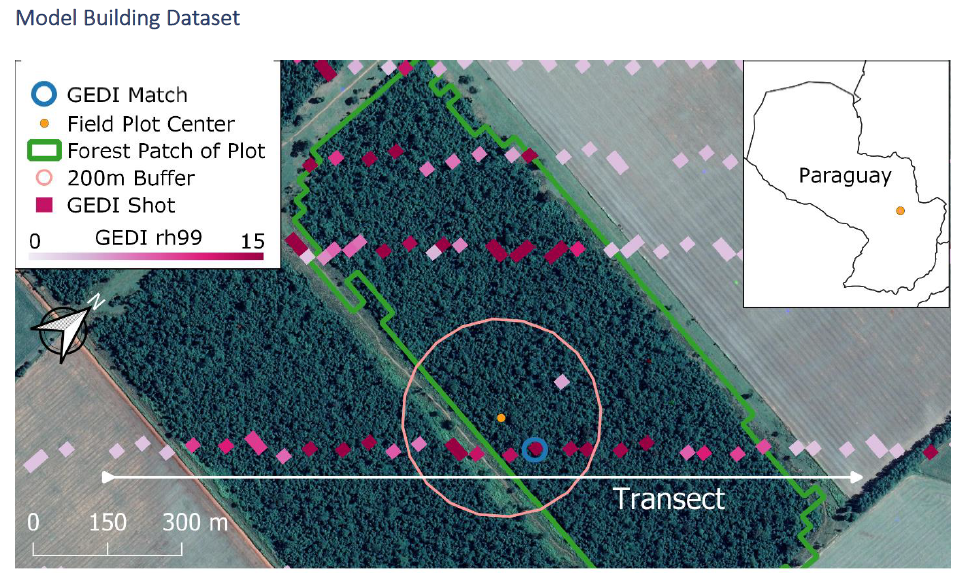 Model Building Dataset
GEDI Match
Field Plot Center
Forest Patch of Plot
200m Buffer
GEDI Shot
0 GEDI rh99 15
Paraguay
N
Transect
0 150 300 m